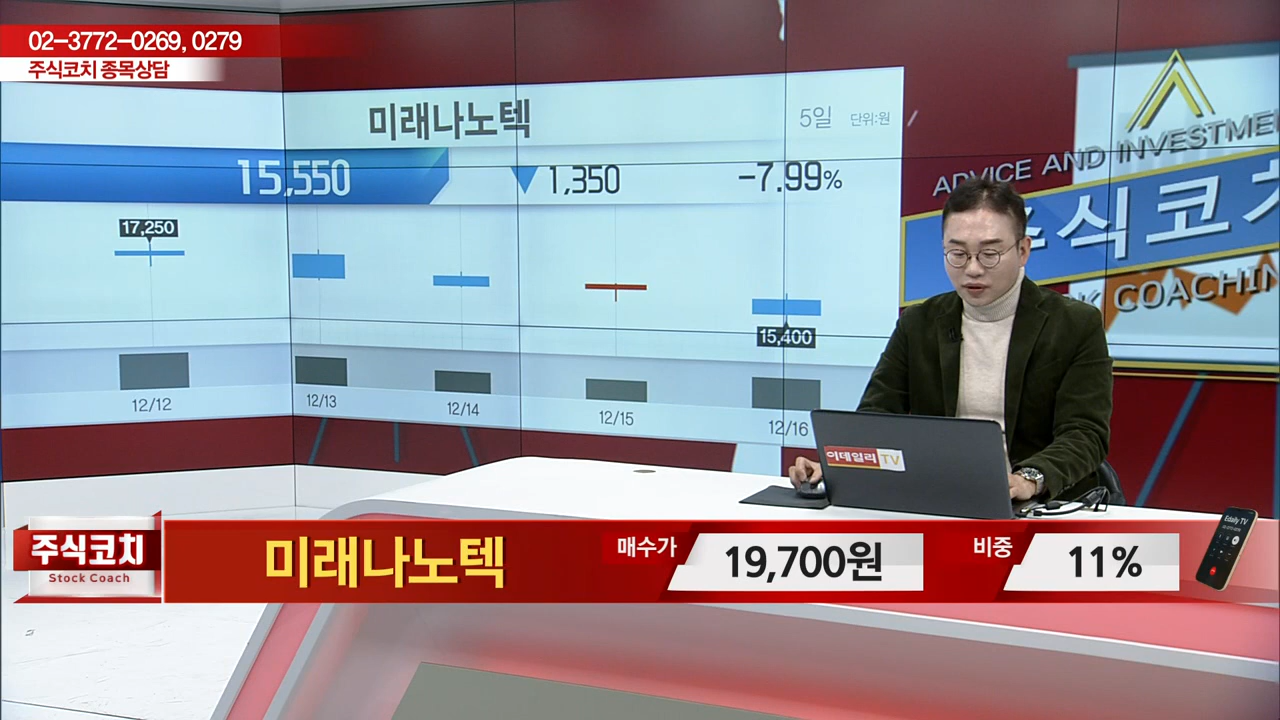 02-3772-0269, 0279
주식코치 종목상담
미래나노텍
5일 단위:원
15,550 ▼ 1,350 -7.99%
17,250
15,400
12/12 12/13 12/14 12/15 12/16
ADVICE AND INVESTME
주식코치
K COACHIN
이데일리TV
주식코치
Stock Coach
미래나노텍
매수가 19,700원
비중 11%
Edaily TV